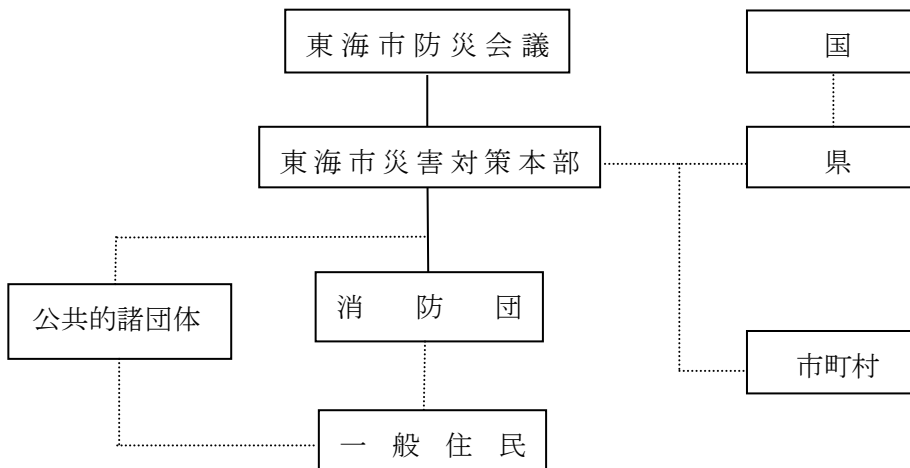 東海市防災会議
国
東海市災害対策本部
県
公共的諸団体
消防団
市町村
一般住民